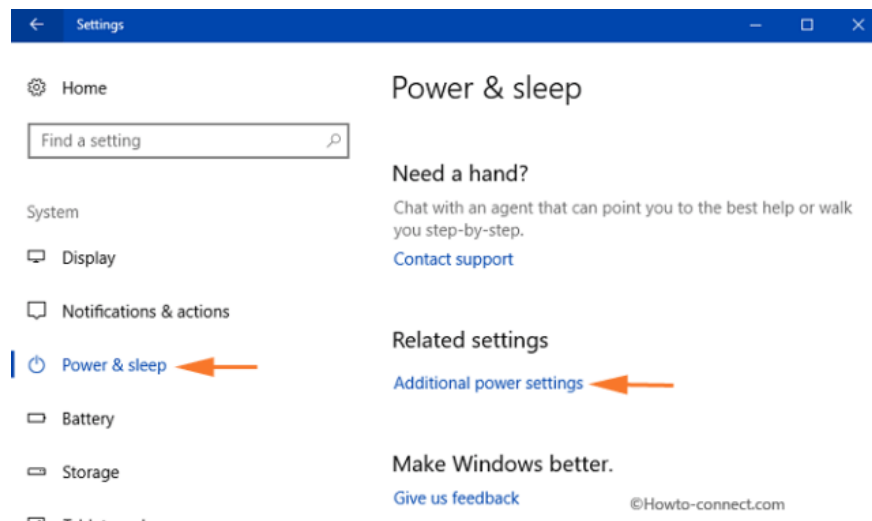 Settings
Home
Find a setting
System
Display
Notifications & actions
Power & sleep
Battery
Storage
Power & sleep
Need a hand?
Chat with an agent that can point you to the best help or walk
you step-by-step.
Contact support
Related settings
Additional power settings
Make Windows better.
Give us feedback
©Howto-connect.com